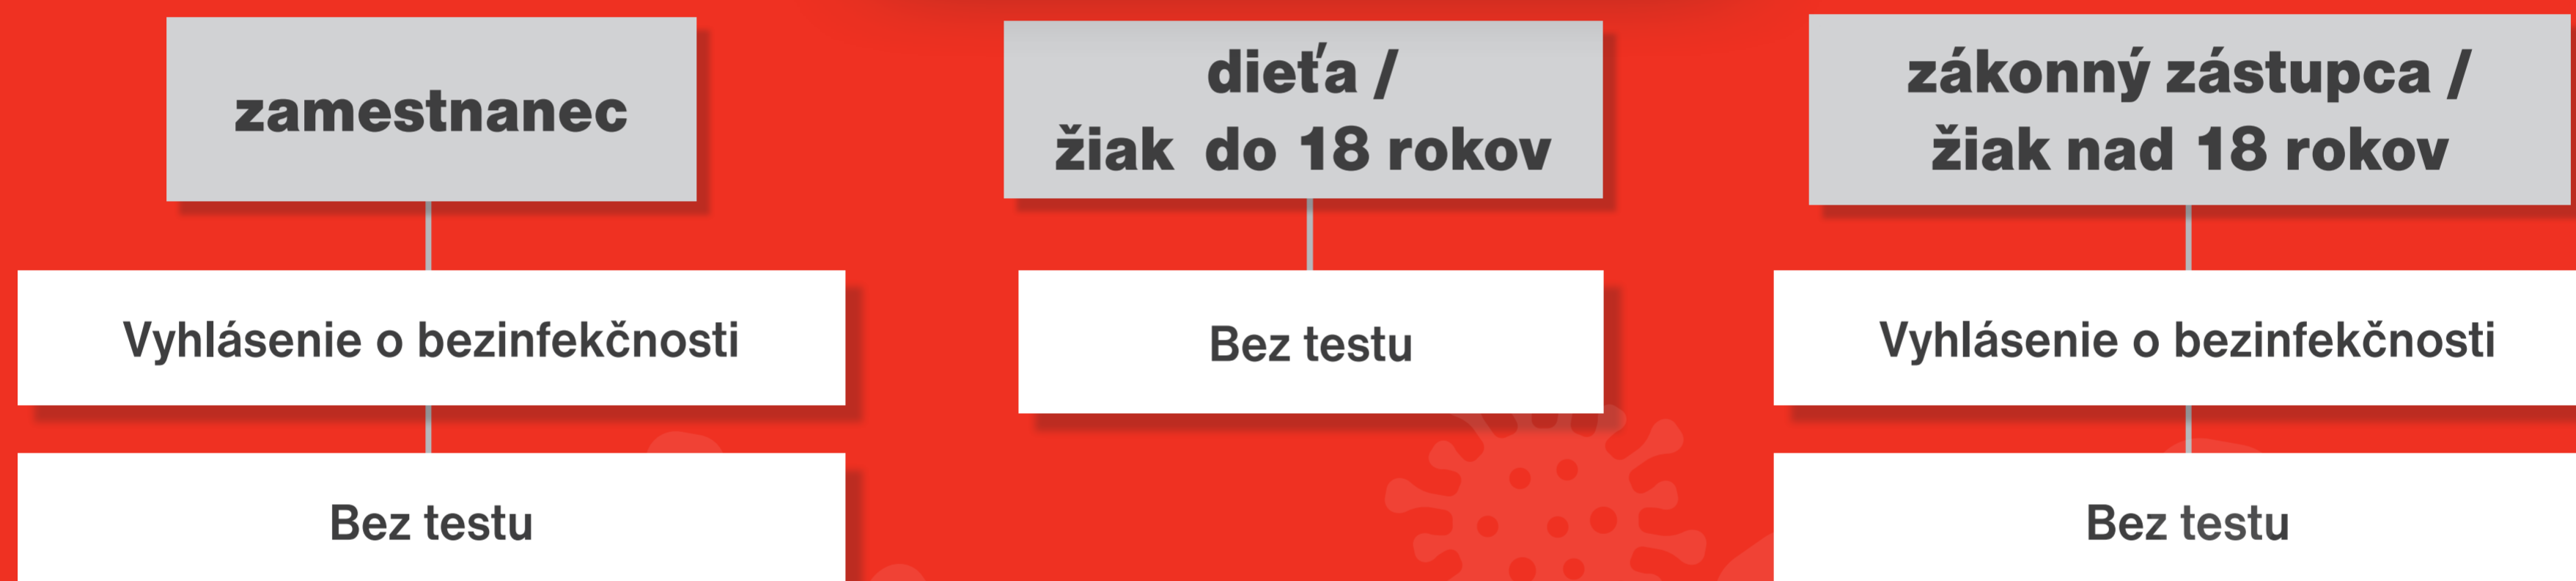 zamestnanec
dieťa /
žiak do 18 rokov
zákonný zástupca /
žiak nad 18 rokov
Vyhlásenie o bezinfekčnosti
Bez testu
Vyhlásenie o bezinfekčnosti
Bez testu
Bez testu